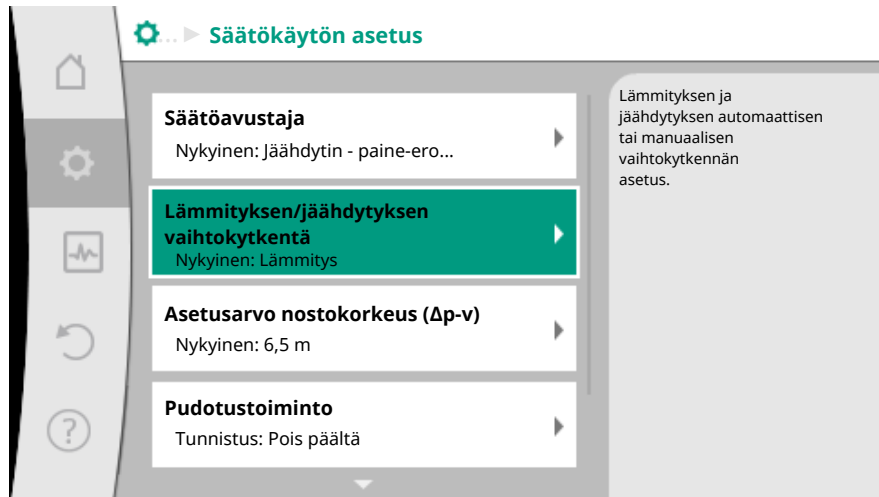 ... Säätökäytön asetus
Säätöavustaja
Nykyinen: Jäähdytin - paine-ero...
Lämmityksen/jäähdytyksen
vaihtokytkentä
Nykyinen: Lämmitys
Asetusarvo nostokorkeus (Δp-v)
Nykyinen: 6,5 m
Pudotustoiminto
Tunnistus: Pois päältä
Lämmityksen ja
jäähdytyksen automaattisen
tai manuaalisen
vaihtokytkennän
asetus.
?